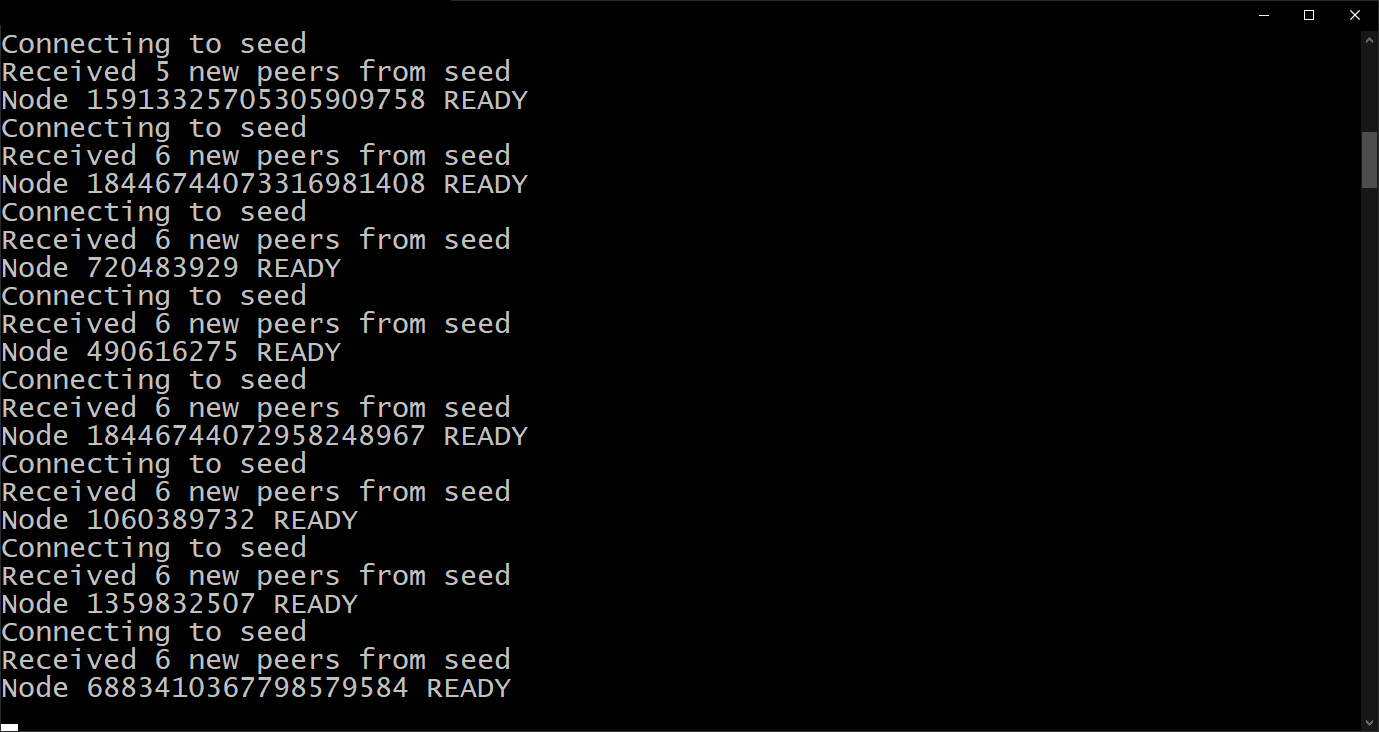 Connecting to seed
Received 5 new peers from seed
Node 15913325705305909758 READY
Connecting to seed
Received 6 new peers from seed
Node 18446744073316981408 READY
Connecting to seed
Received 6 new peers from seed
Node 720483929 READY
Connecting to seed
Received 6 new peers from seed
Node 490616275 READY
Connecting to seed
Received 6 new peers from seed
Node 18446744072958248967 READY
Connecting to seed
Received 6 new peers from seed
Node 1060389732 READY
Connecting to seed
Received 6 new peers from seed
Node 1359832507 READY
Connecting to seed
Received 6 new peers from seed
Node 6883410367798579584 READY